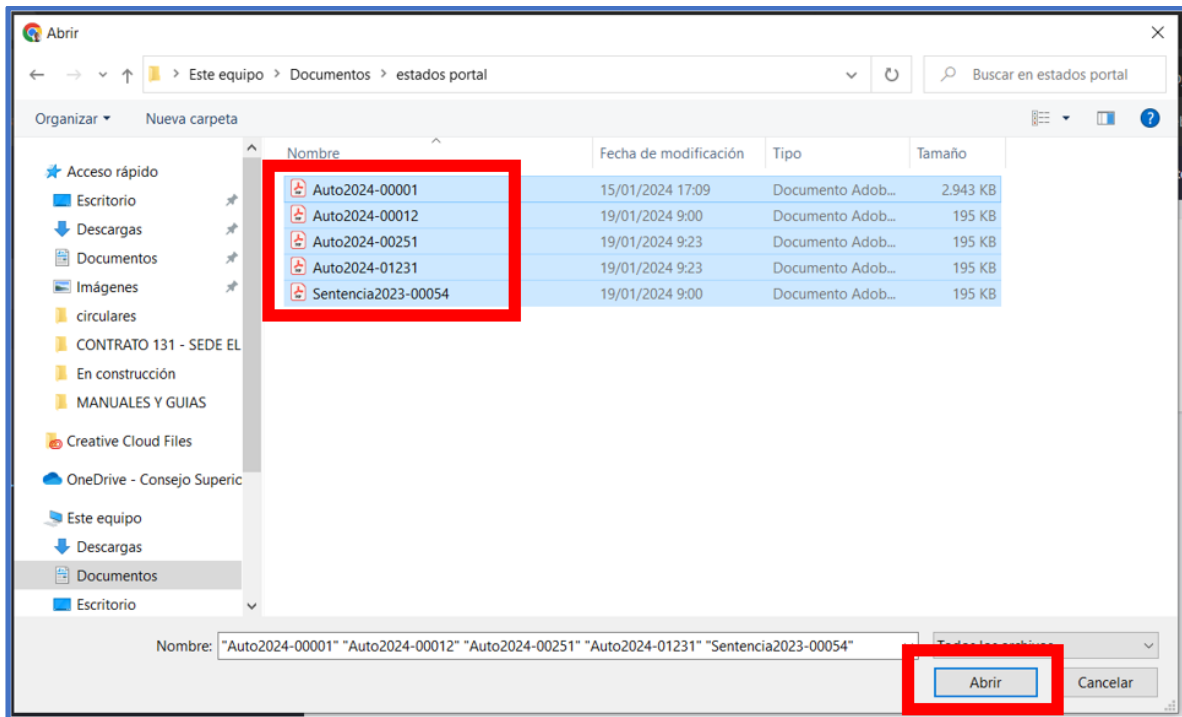 Abrir
Este equipo > Documentos > estados portal
Buscar en estados portal
Organizar
Nueva carpeta
Acceso rápido
Escritorio
Descargas
Documentos
Imágenes
circulares
CONTRATO 131 - SEDE EL
En construcción
MANUALES Y GUIAS
Creative Cloud Files
OneDrive - Consejo Superic
Este equipo
Descargas
Documentos
Escritorio
Nombre Fecha de modificación Tipo Tamaño
Auto2024-00001 15/01/2024 17:09 Documento Adob... 2.943 KB
Auto2024-00012 19/01/2024 9:00 Documento Adob... 195 KB
Auto2024-00251 19/01/2024 9:23 Documento Adob... 195 KB
Auto2024-01231 19/01/2024 9:23 Documento Adob... 195 KB
Sentencia2023-00054 19/01/2024 9:00 Documento Adob... 195 KB
Nombre: "Auto2024-00001" "Auto2024-00012" "Auto2024-00251" "Auto2024-01231" "Sentencia2023-00054"
Abrir
Cancelar